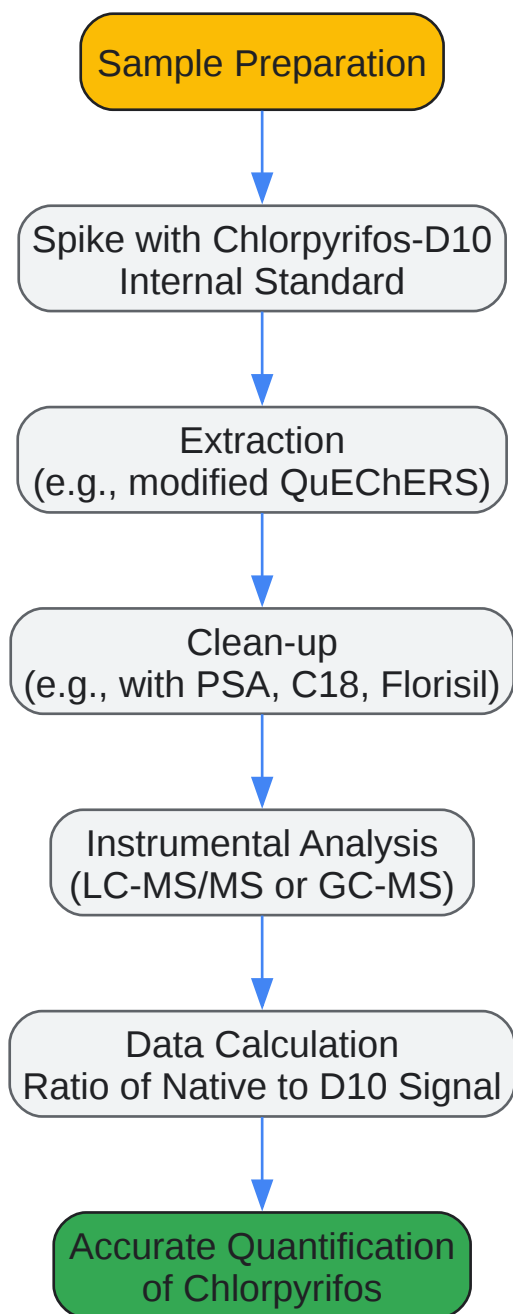 Sample Preparation
Spike with Chlorpyrifos-D10
Internal Standard
Extraction
(e.g., modified QuEChERS)
Clean-up
(e.g., with PSA, C18, Florisil)
Instrumental Analysis
(LC-MS/MS or GC-MS)
Data Calculation
Ratio of Native to D10 Signal
Accurate Quantification
of Chlorpyrifos